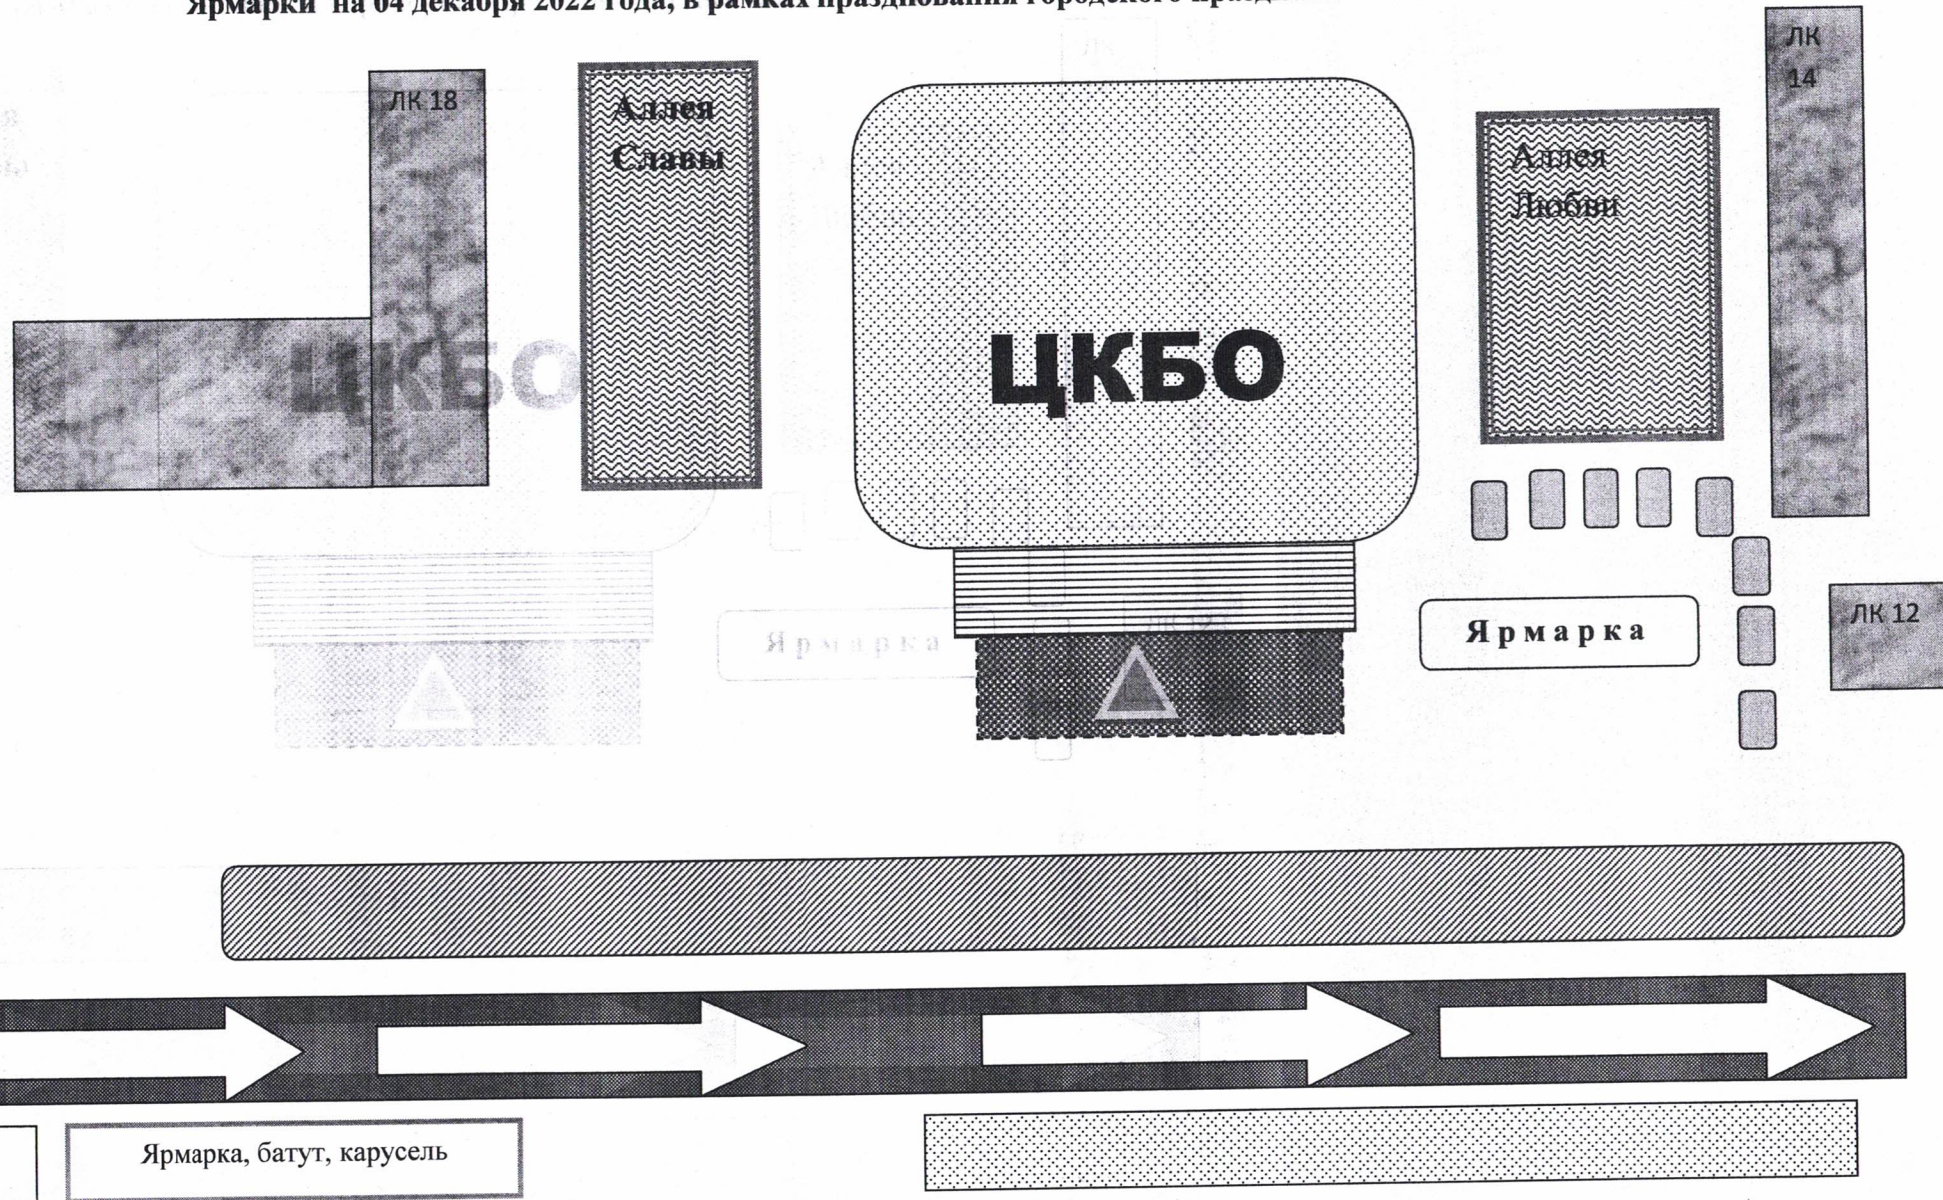 Ярмарки на 04 декабря 2022 года, в рамках празднования городского
ЛК 18
Аллея
Славы
ЦКБО
Аллея
Любви
ЛК
14
ЦКБО
Ярмарка
Ярмарка
ЛК 12
Ярмарка, батут, карусель